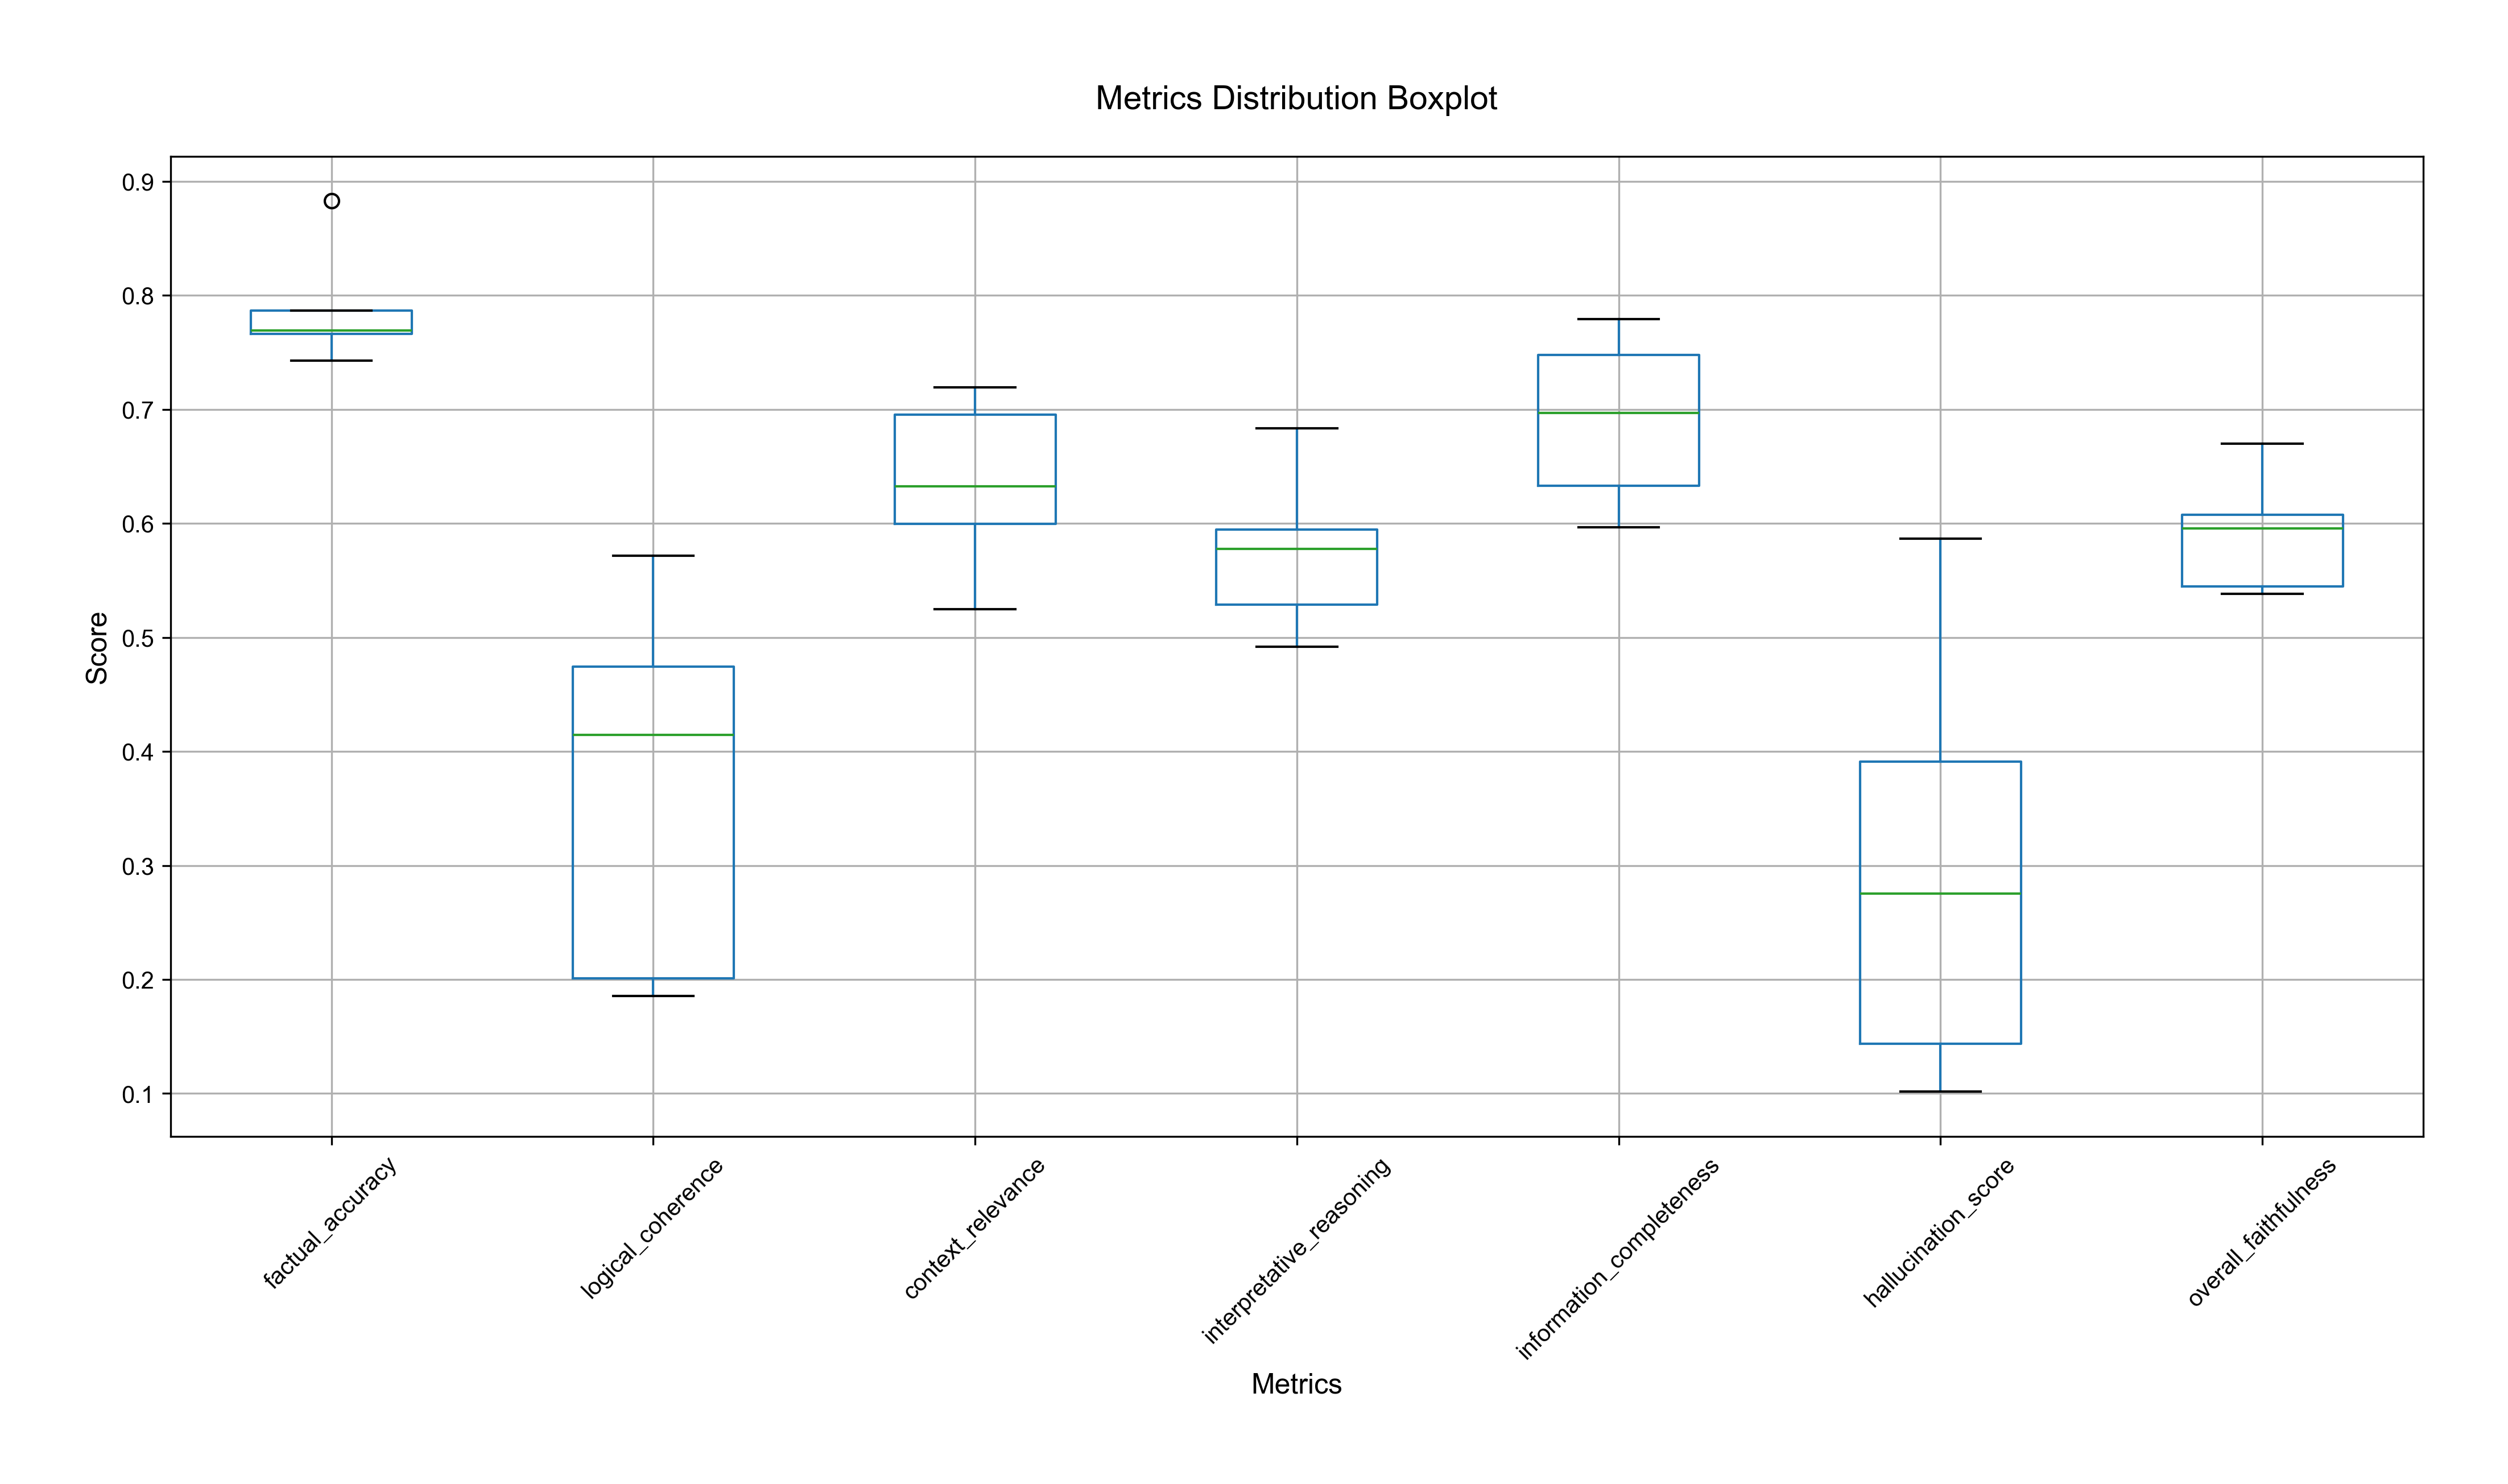 Metrics Distribution Boxplot
0.9
0.8
0.7
0.6
0.5
0.4
0.3
0.2
0.1
Score
factual_accuracy
logical_coherence
context_relevance
interpretative_reasoning
information_completeness
hallucination_score
overall_faithfulness
Metrics